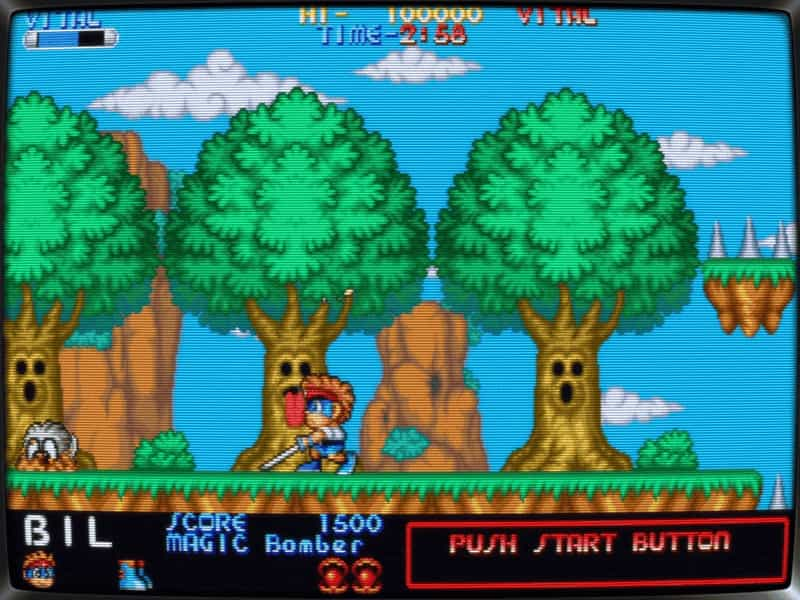 VITAL HI- 100000 VITAL
TIME-2:58
BIL SCORE 1500
MAGIC Bomber
PUSH START BUTTON